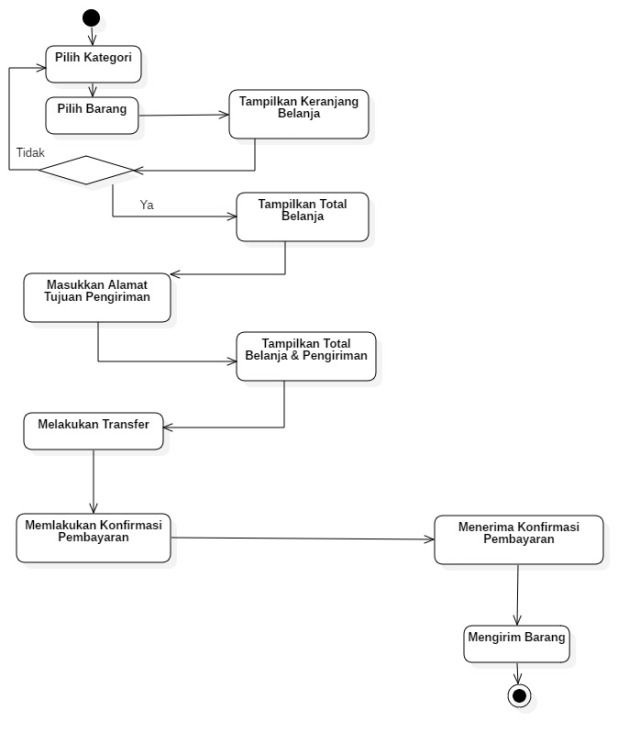 Pilih Kategori
Pilih Barang
Tampilkan Keranjang
Belanja
Tidak
Ya
Tampilkan Total
Belanja
Masukkan Alamat
Tujuan Pengiriman
Tampilkan Total
Belanja & Pengiriman
Melakukan Transfer
Memlakukan Konfirmasi
Pembayaran
Menerima Konfirmasi
Pembayaran
Mengirim Barang